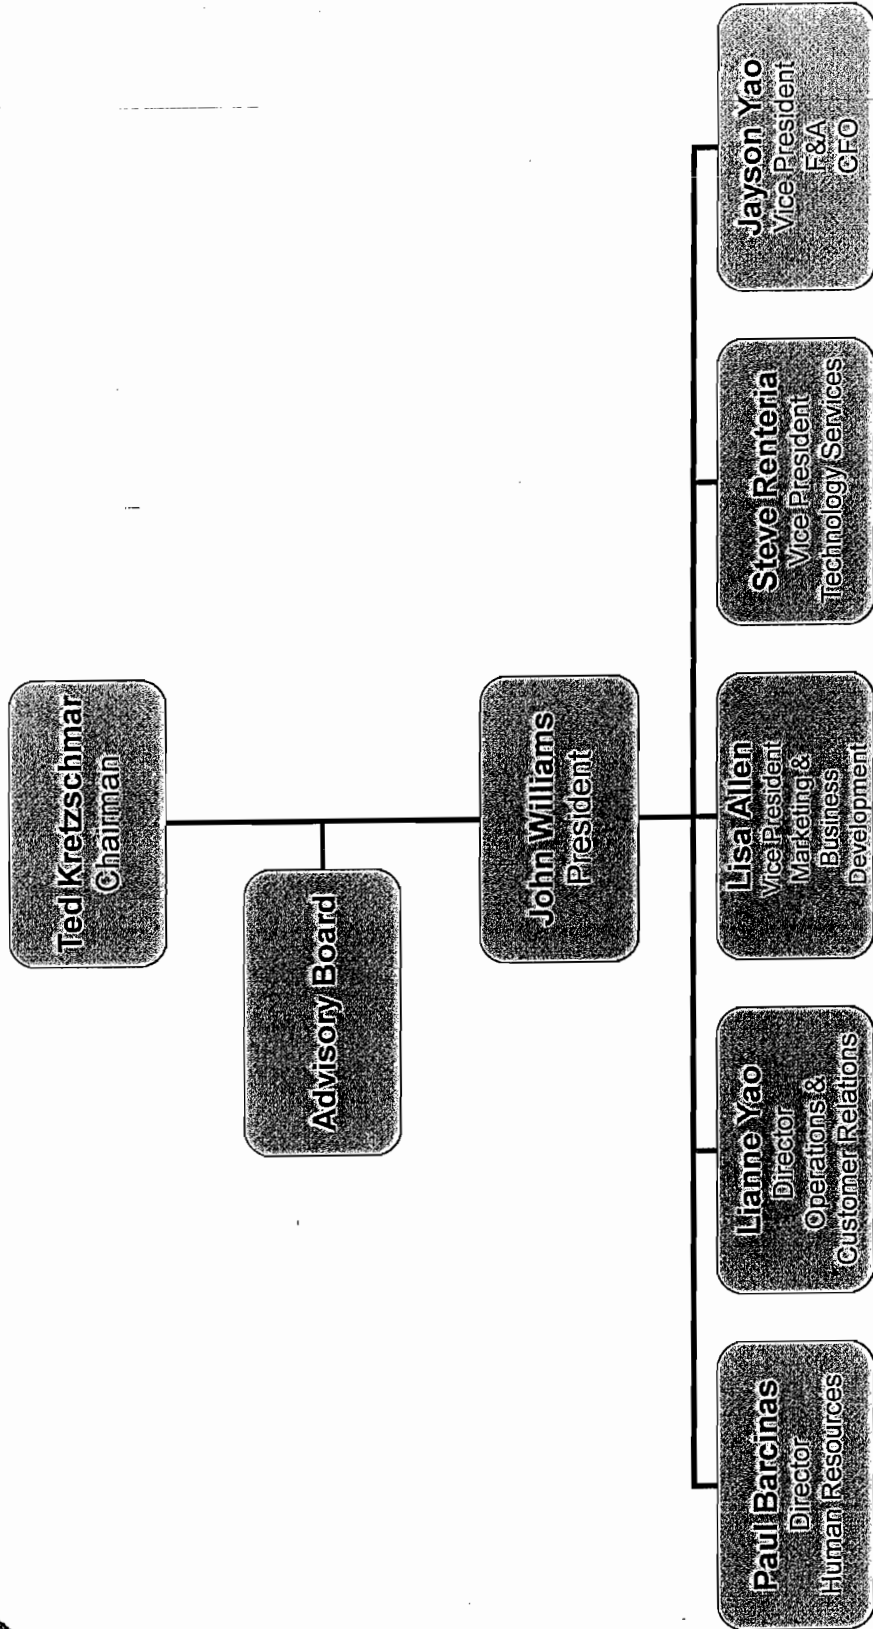 Ted Kretzschmar
Chairman
Advisory Board
John Williams
President
Paul Barcinas
Director
Human Resources
Lianne Yao
Director
Operations &
Customer Relations
Lisa Allen
Vice President
Marketing &
Business
Development
Steve Renteria
Vice President
Technology Services
Jayson Yao
Vice President
F&A
CFO